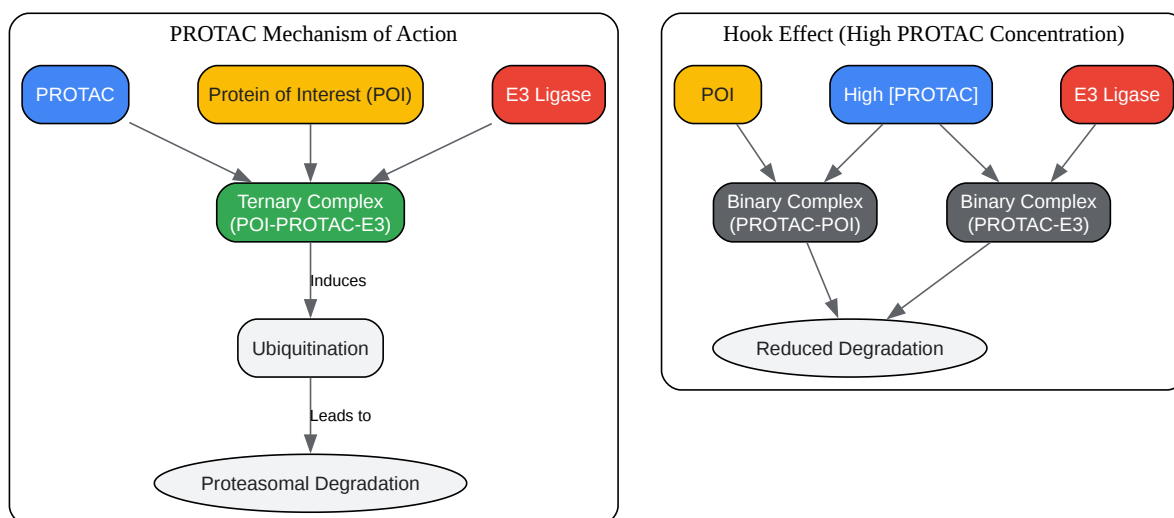 PROTAC Mechanism of Action
PROTAC
Protein of Interest (POI)
E3 Ligase
Ternary Complex
(POI-PROTAC-E3)
Induces
Ubiquitination
Leads to
Proteasomal Degradation
Hook Effect (High PROTAC Concentration)
POI
High [PROTAC]
E3 Ligase
Binary Complex
(PROTAC-POI)
Binary Complex
(PROTAC-E3)
Reduced Degradation